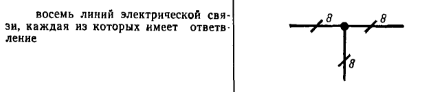 восемь линий электрической свя-
зи, каждая из которых имеет ответв-
ление
8 8
8